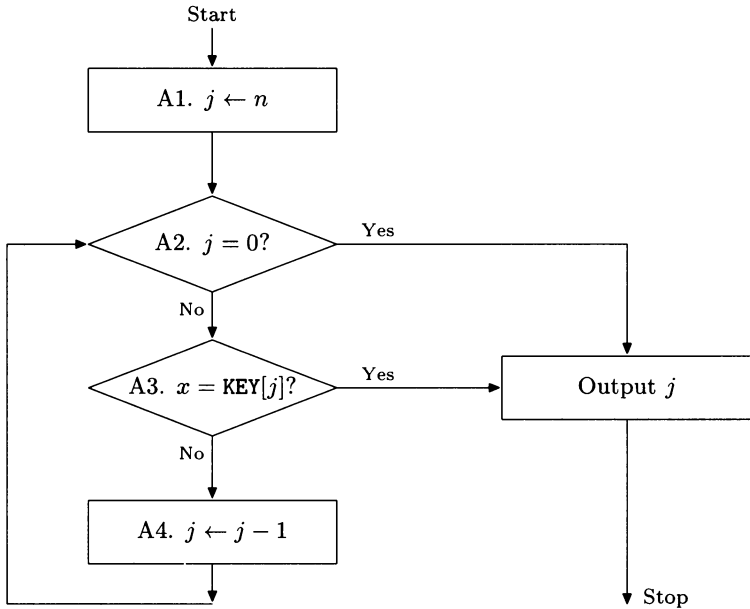 Start
A1. j ← n
A2. j = 0?
Yes
No
A3. x = KEY[j]?
Yes
Output j
No
A4. j ← j − 1
Stop